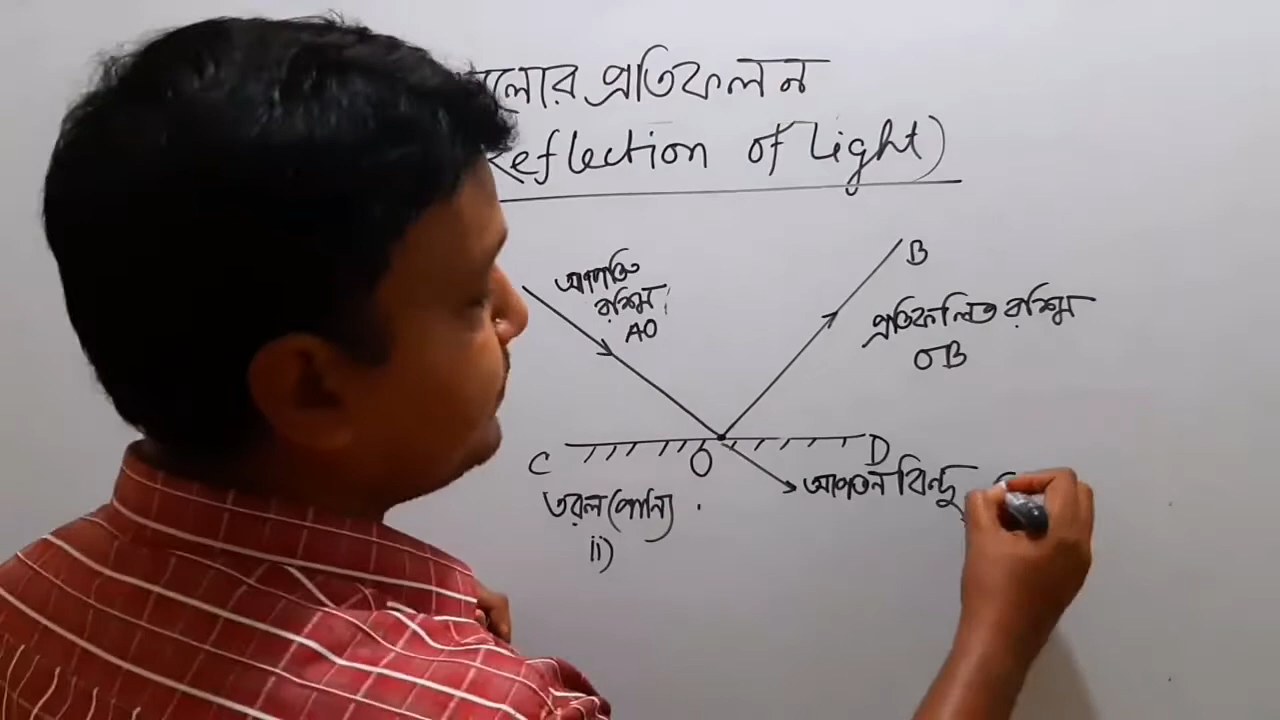 লোর প্রতিফলন
Reflection of Light)
আপতিত
রশ্মি
AO
B
প্রতিফলিত রশ্মি
OB
C
O
D
আপতন বিন্দু
তরল
ii)